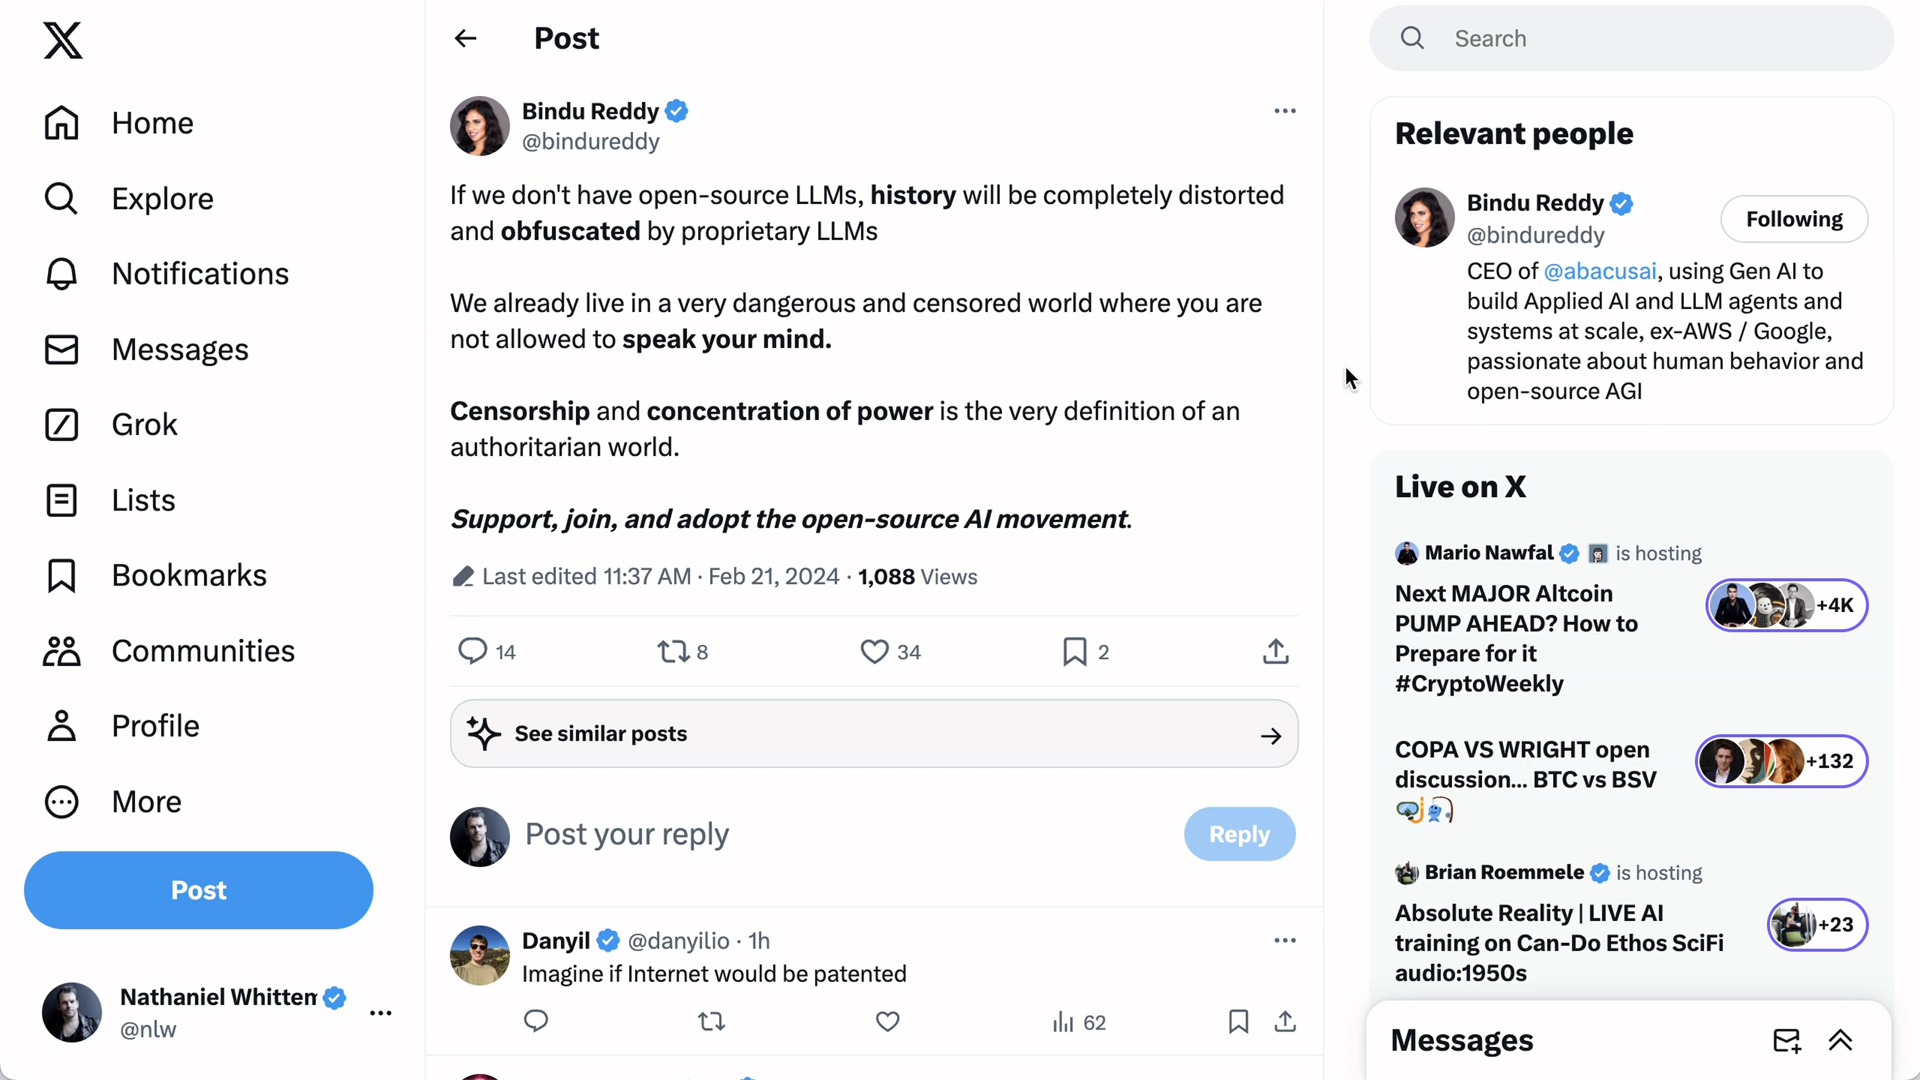 Home
Explore
Notifications
Messages
Grok
Lists
Bookmarks
Communities
Profile
More
Post
Nathaniel Whittem
@nlw
Post
Bindu Reddy
@bindureddy
If we don't have open-source LLMs, history will be completely distorted
and obfuscated by proprietary LLMs
We already live in a very dangerous and censored world where you are
not allowed to speak your mind.
Censorship and concentration of power is the very definition of an
authoritarian world.
Support, join, and adopt the open-source AI movement.
Last edited 11:37 AM · Feb 21, 2024 · 1,088 Views
14 8 34 2
See similar posts
Post your reply
Reply
Danyil @danyilio · 1h
Imagine if Internet would be patented
62
Search
Relevant people
Bindu Reddy
@bindureddy
Following
CEO of @abacusai, using Gen AI to
build Applied AI and LLM agents and
systems at scale, ex-AWS / Google,
passionate about human behavior and
open-source AGI
Live on X
Mario Nawfal is hosting
Next MAJOR Altcoin
PUMP AHEAD? How to
Prepare for it
#CryptoWeekly
+4K
COPA VS WRIGHT open
discussion... BTC vs BSV
+132
Brian Roemmele is hosting
Absolute Reality | LIVE AI
training on Can-Do Ethos SciFi
audio:1950s
+23
Messages